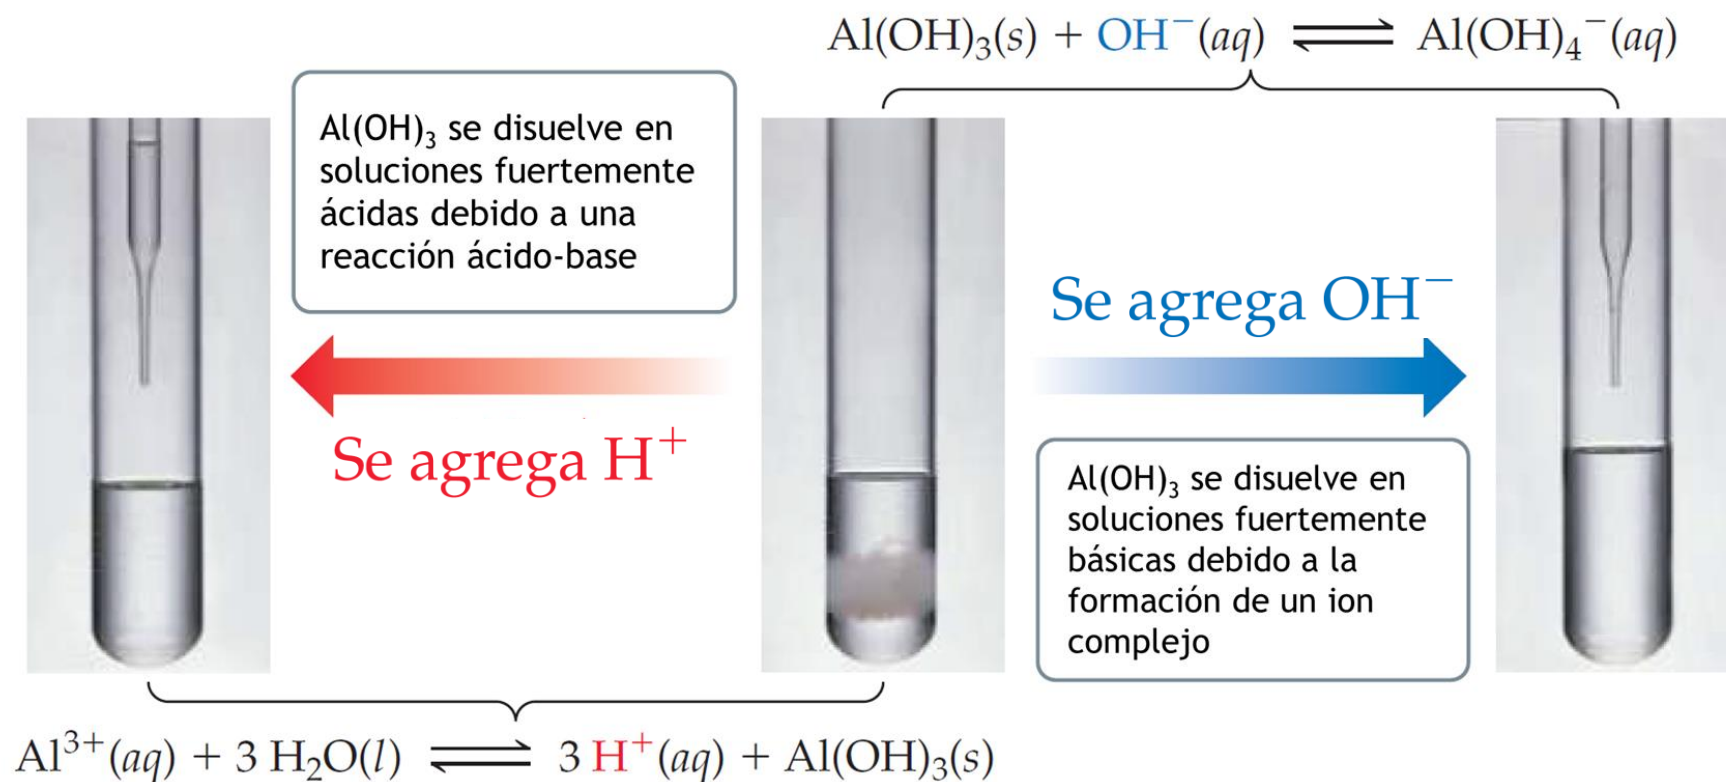 Al(OH)₃(s) + OH⁻(aq) ⇌ Al(OH)₄⁻(aq)
Al(OH)₃ se disuelve en
soluciones fuertemente
ácidas debido a una
reacción ácido-base
Se agrega H⁺
Se agrega OH⁻
Al(OH)₃ se disuelve en
soluciones fuertemente
básicas debido a la
formación de un ion
complejo
Al³⁺(aq) + 3 H₂O(l) ⇌ 3 H⁺(aq) + Al(OH)₃(s)